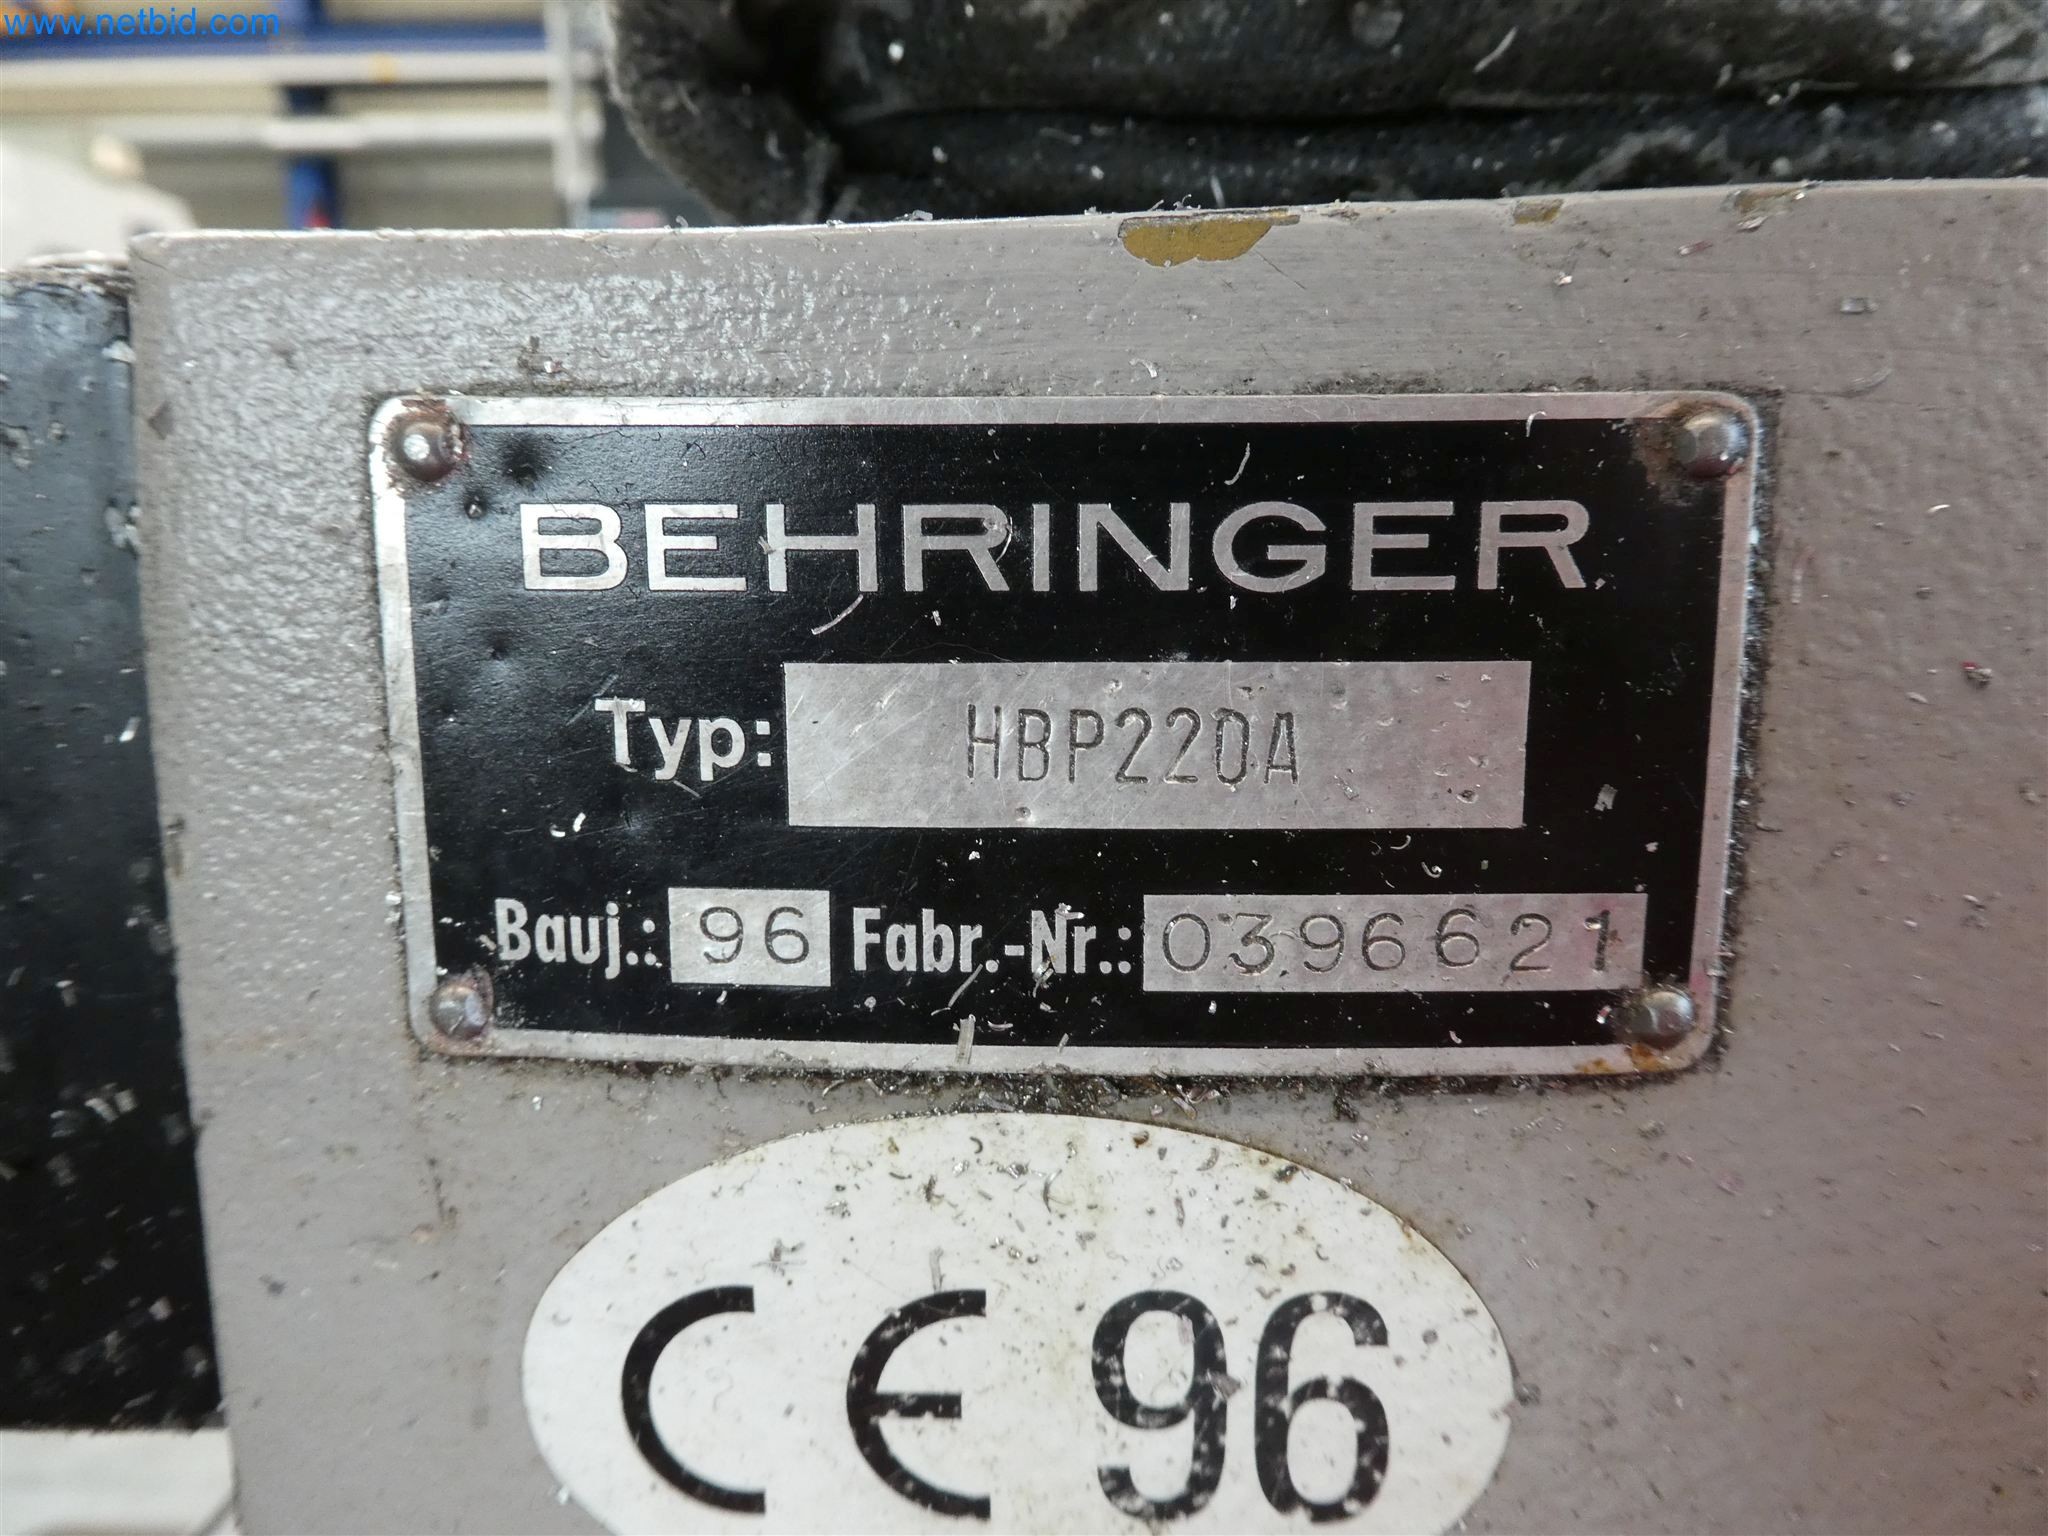 www.netbid.com
BEHRINGER
Typ: HBP220A
Bauj.: 96 Fabr.-Nr.: 0396621
CE 96